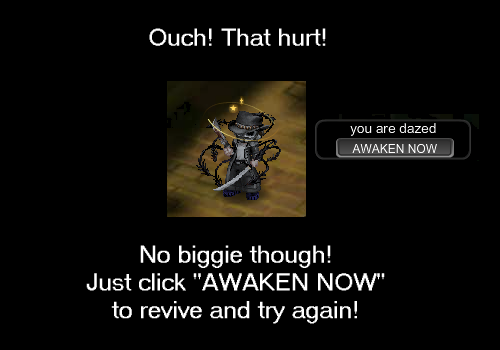 Ouch! That hurt!
you are dazed
AWAKEN NOW
No biggie though!
Just click "AWAKEN NOW"
to revive and try again!